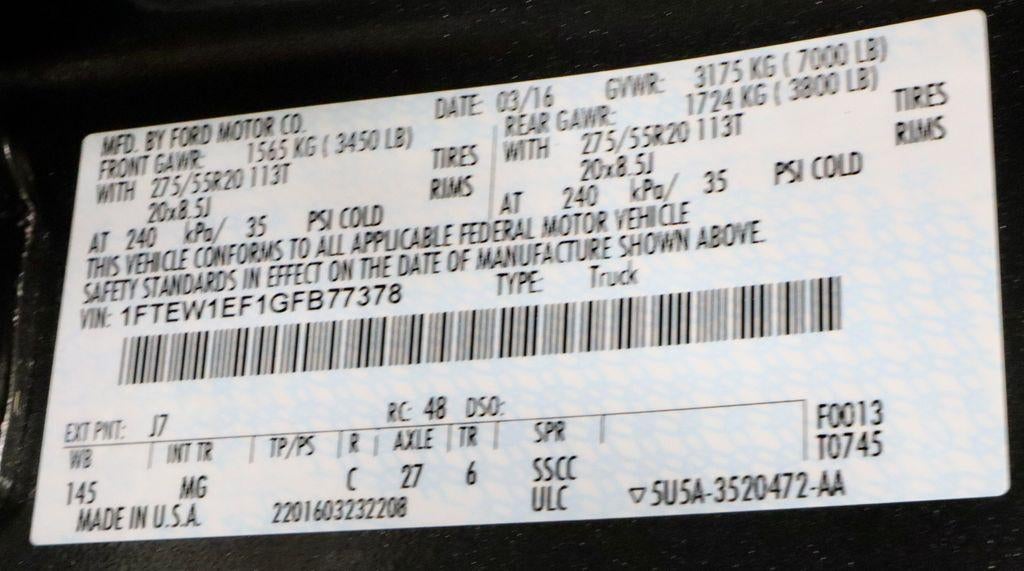 MFD. BY FORD MOTOR CO. DATE: 03/16 GVWR: 3175 KG ( 7000 LB)
FRONT GAWR: 1565 KG ( 3450 LB) REAR GAWR: 1724 KG ( 3800 LB)
WITH 275/55R20 113T TIRES WITH 275/55R20 113T TIRES
20x8.5J RIMS 20x8.5J RIMS
AT 240 kPa/ 35 PSI COLD AT 240 kPa/ 35 PSI COLD
THIS VEHICLE CONFORMS TO ALL APPLICABLE FEDERAL MOTOR VEHICLE
SAFETY STANDARDS IN EFFECT ON THE DATE OF MANUFACTURE SHOWN ABOVE.
VIN: 1FTEW1EF1GFB77378 TYPE: Truck
EXT PNT: J7 RC: 48 DSO:
WB INT TR TP/PS R AXLE TR SPR F0013
145 MG C 27 6 SSCC T0745
MADE IN U.S.A. 2201603232208 ULC ▽5U5A-3520472-AA